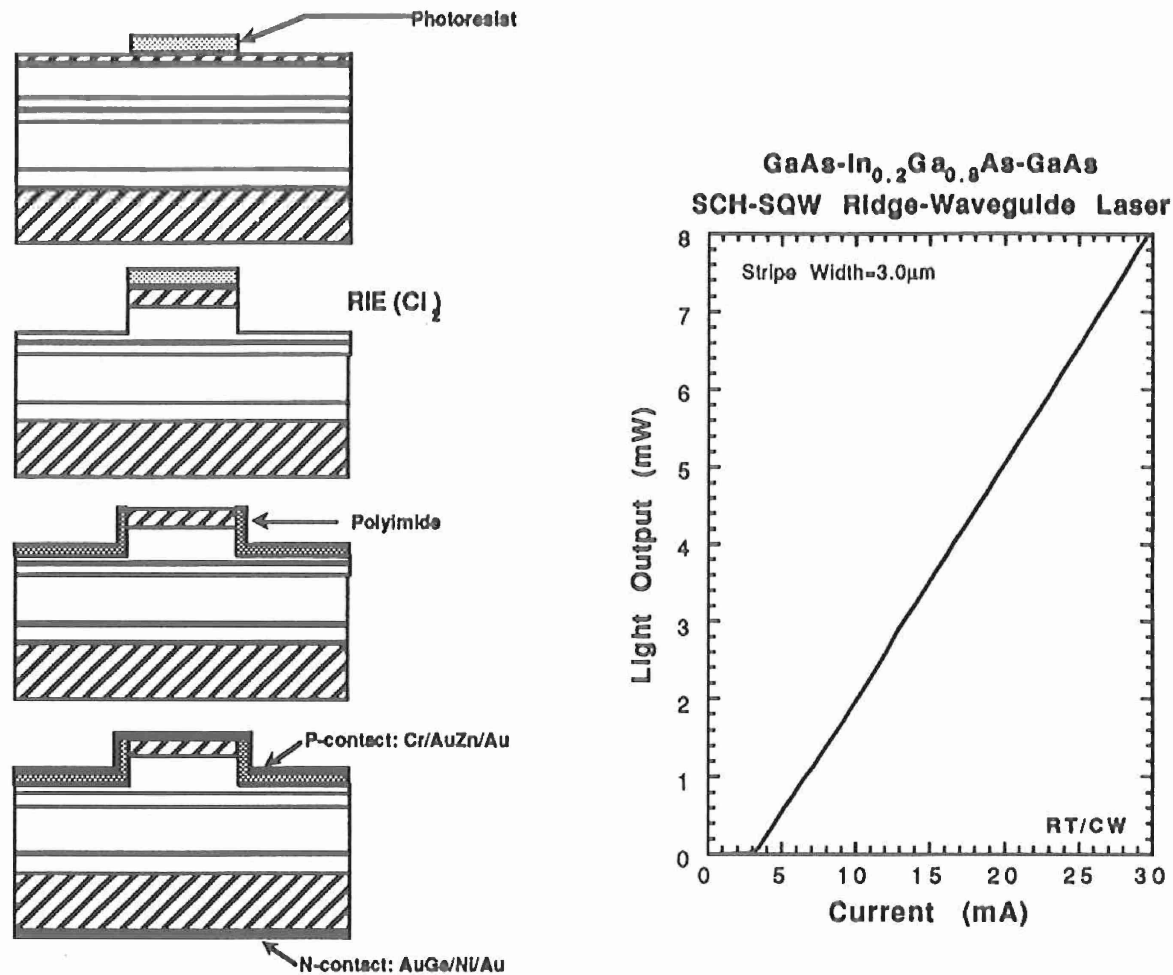 Photoresist
RIE (Cl2)
Polyimide
P-contact: Cr/AuZn/Au
N-contact: AuGe/Ni/Au
GaAs-In0.2Ga0.8As-GaAs
SCH-SQW Ridge-Waveguide Laser
Stripe Width=3.0µm
8
7
6
5
4
3
2
1
0
Light Output (mW)
RT/CW
0 5 10 15 20 25 30
Current (mA)